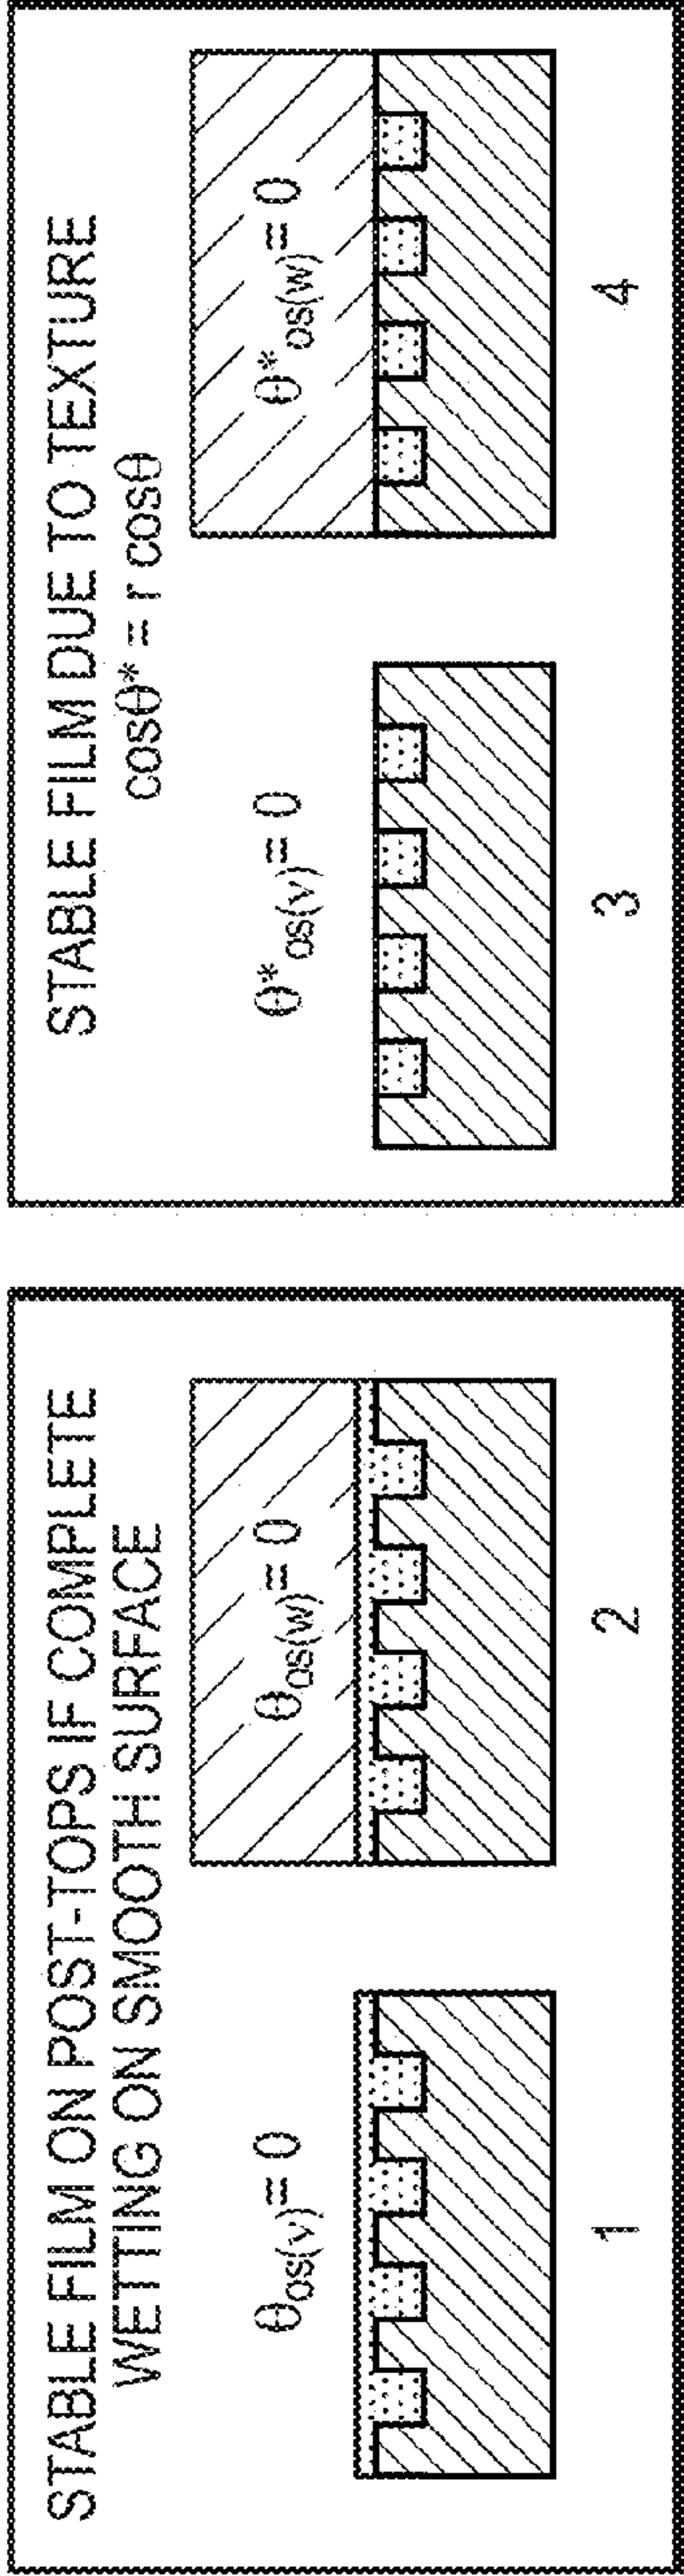 STABLE FILM ON POST-TOPS IF COMPLETE
WETTING ON SMOOTH SURFACE
θos(v)= 0
θos(w)= 0
1
2
STABLE FILM DUE TO TEXTURE
cosθ* = r cosθ
θ*os(v)= 0
θ*os(w)= 0
3
4